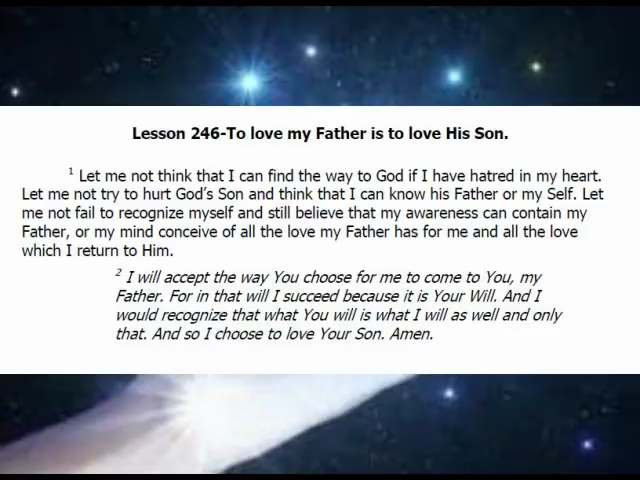 Lesson 246-To love my Father is to love His Son.
1 Let me not think that I can find the way to God if I have hatred in my heart.
Let me not try to hurt God's Son and think that I can know his Father or my Self. Let
me not fail to recognize myself and still believe that my awareness can contain my
Father, or my mind conceive of all the love my Father has for me and all the love
which I return to Him.
2 I will accept the way You choose for me to come to You, my
Father. For in that will I succeed because it is Your Will. And I
would recognize that what You will is what I will as well and only
that. And so I choose to love Your Son. Amen.